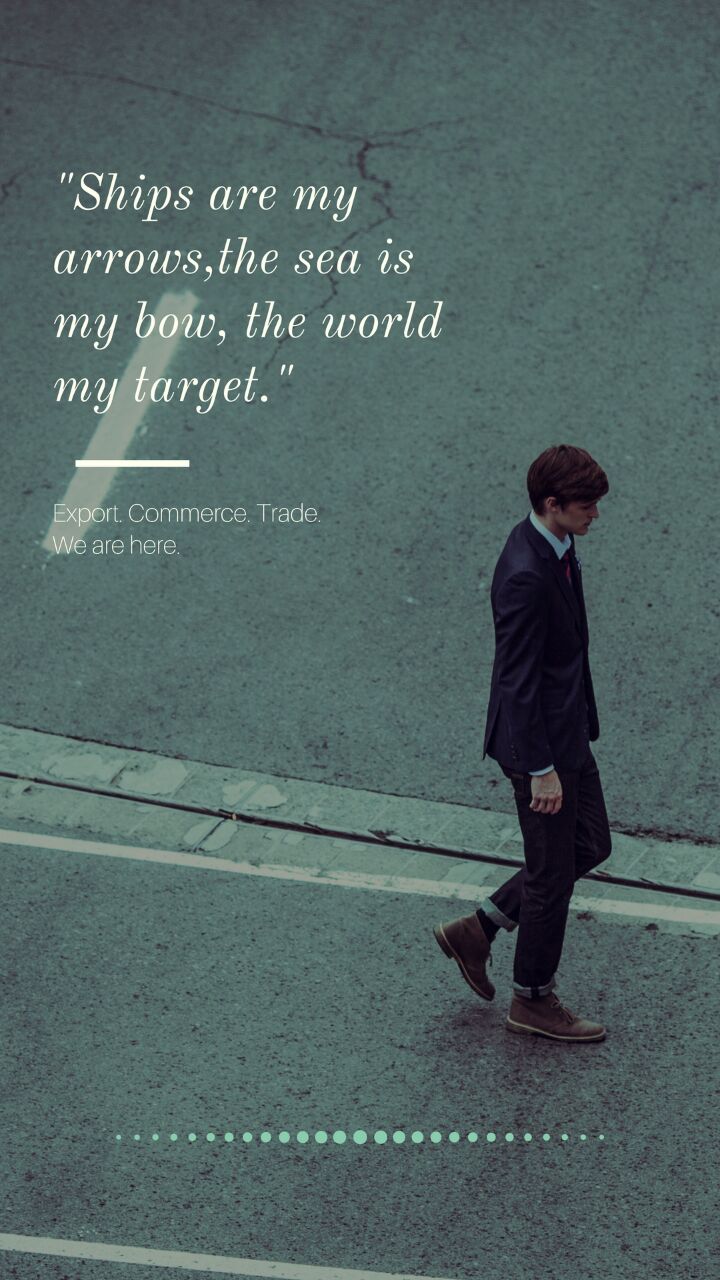 "Ships are my
arrows,the sea is
my bow, the world
my target."
Export. Commerce. Trade.
We are here.